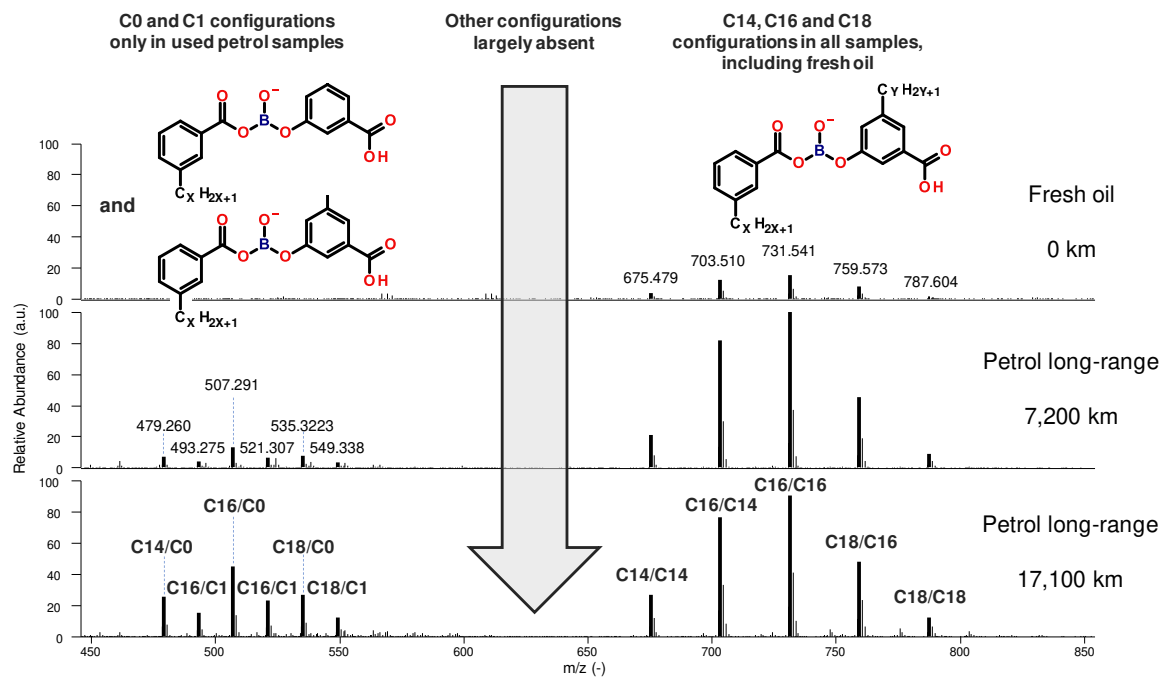 C0 and C1 configurations
only in used petrol samples
Other configurations
largely absent
C14, C16 and C18
configurations in all samples,
including fresh oil
O
O−
B
O
O
O
OH
CX H2X+1
and
O
O−
B
O
O
O
OH
CX H2X+1
CY H2Y+1
O
O−
B
O
O
O
OH
CX H2X+1
Fresh oil
0 km
100
80
60
40
20
0
675.479
703.510
731.541
759.573
787.604
Relative Abundance (a.u.)
100
80
60
40
20
0
479.260
493.275
507.291
521.307
535.3223
549.338
Petrol long-range
7,200 km
100
80
60
40
20
0
C14/C0
C16/C1
C16/C0
C16/C1
C18/C0
C18/C1
C14/C14
C16/C14
C16/C16
C18/C16
C18/C18
Petrol long-range
17,100 km
450
500
550
600
650
700
750
800
850
m/z (-)